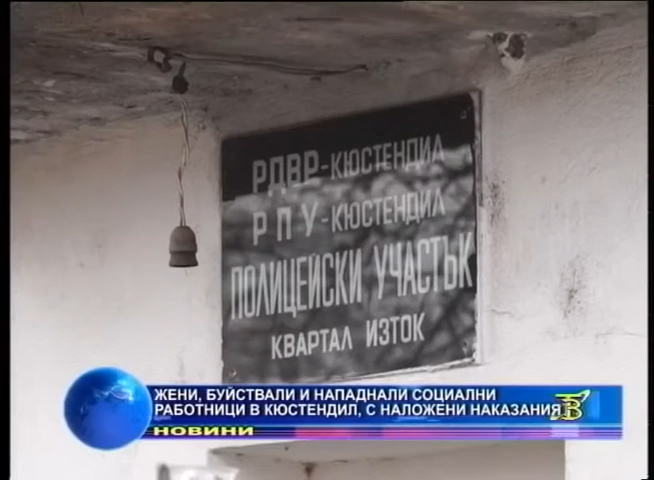 РДВР-КЮСТЕНДИЛ
РПУ-КЮСТЕНДИЛ
ПОЛИЦЕЙСКИ УЧАСТЪК
КВАРТАЛ ИЗТОК
ЖЕНИ, БУЙСТВАЛИ И НАПАДНАЛИ СОЦИАЛНИ
РАБОТНИЦИ В КЮСТЕНДИЛ, С НАЛОЖЕНИ НАКАЗАНИЯ
НОВИНИ